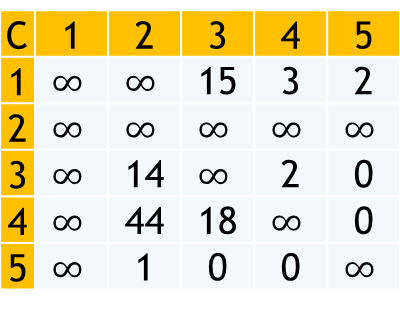 C 1 2 3 4 5
1 ∞ ∞ 15 3 2
2 ∞ ∞ ∞ ∞ ∞
3 ∞ 14 ∞ 2 0
4 ∞ 44 18 ∞ 0
5 ∞ 1 0 0 ∞